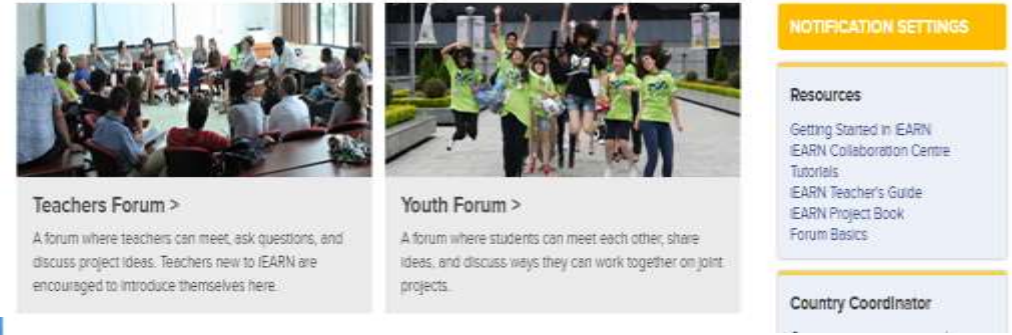 Teachers Forum >
A forum where teachers can meet, ask questions, and
discuss project ideas. Teachers new to iEARN are
encouraged to introduce themselves here.
Youth Forum >
A forum where students can meet each other, share
ideas, and discuss ways they can work together on joint
projects.
NOTIFICATION SETTINGS
Resources
Getting Started in iEARN
iEARN Collaboration Centre
Tutorials
iEARN Teacher's Guide
iEARN Project Book
Forum Basics
Country Coordinator